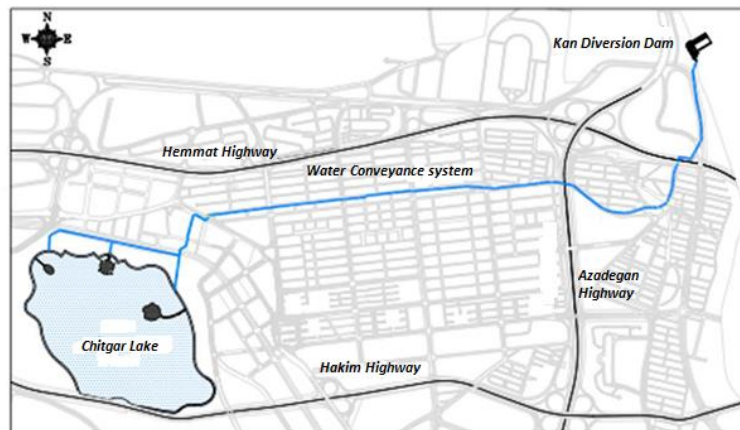 N
W E
S
Kan Diversion Dam
Hemmat Highway
Water Conveyance system
Azadegan
Highway
Chitgar Lake
Hakim Highway